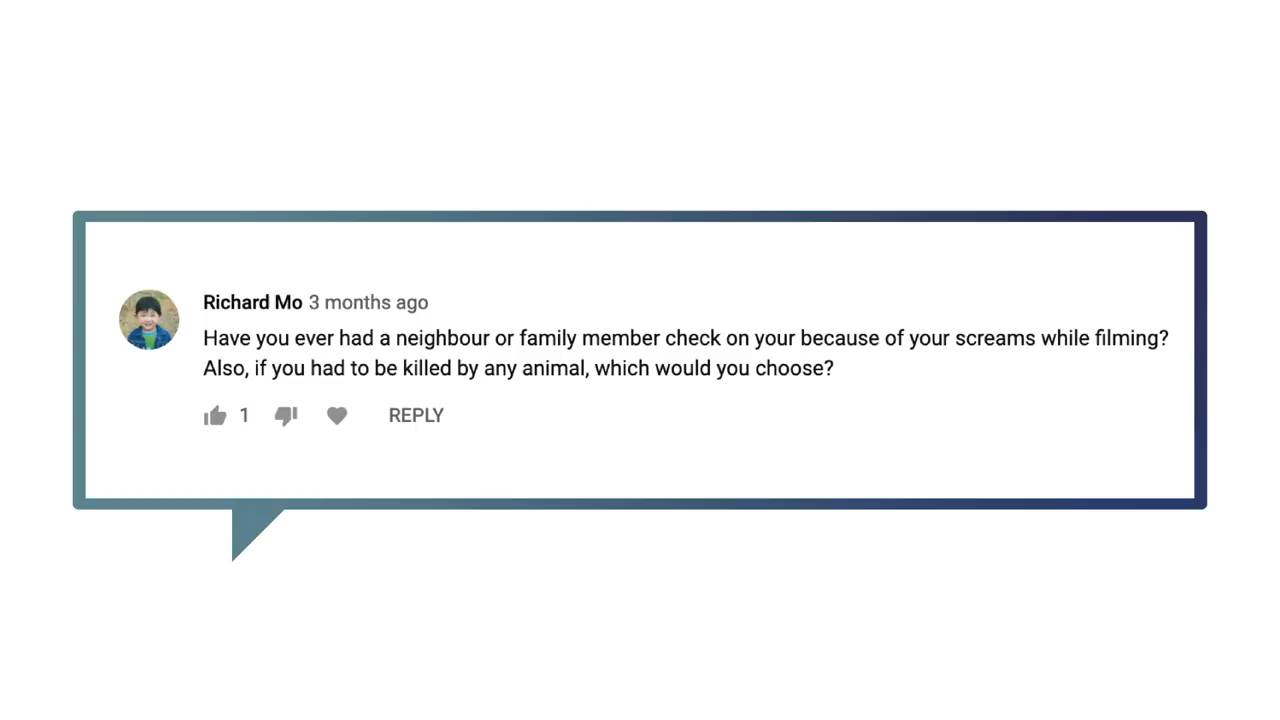 Richard Mo 3 months ago
Have you ever had a neighbour or family member check on your because of your screams while filming?
Also, if you had to be killed by any animal, which would you choose?
1 REPLY